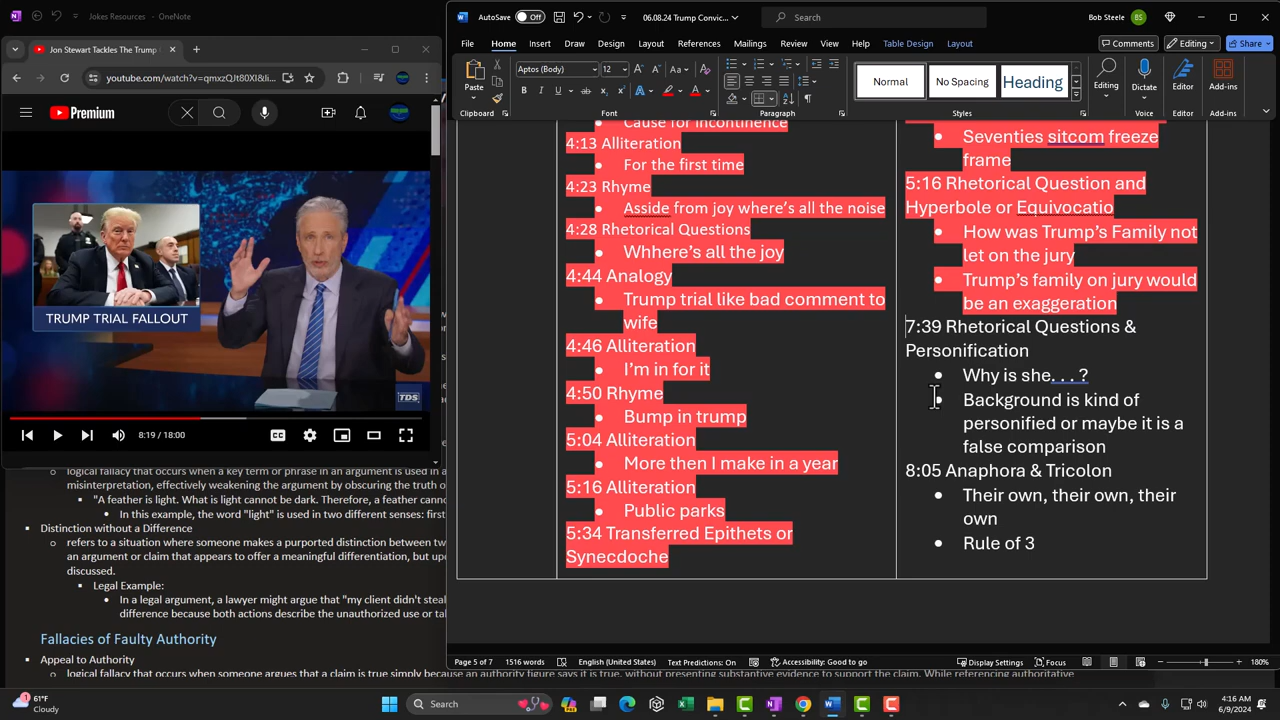 Jokes Resources - OneNote
Jon Stewart Tackles The Trump
youtube.com/watch?v=qmxzQJt80XI&li...
Premium
TRUMP TRIAL FALLOUT
TDS
8:19 / 18:00
logical fallacy that occurs when a key term or phrase in an argument is
misinterpretation, effectively weakening the argument by obscuring the truth o
"A feather is light. What is light cannot be dark. Therefore, a feather cannot
In this example, the word "light" is used in two different senses: first
Distinction without a Difference
refers to a situation where someone makes a purported distinction between tw
an argument or claim that appears to offer a meaningful differentiation, but upo
discussed.
Legal Example:
In a legal argument, a lawyer might argue that "my client didn't steal
difference because both actions describe the unauthorized use or tak
Fallacies of Faulty Authority
Appeal to Authority
logical fallacy that occurs when someone argues that a claim is true simply because an authority figure says it is true, without presenting substantive evidence to support the claim. While referencing authoritative
AutoSave Off
06.08.24 Trump Convic...
Search
Bob Steele BS
File Home Insert Draw Design Layout References Mailings Review View Help Table Design Layout
Comments Editing Share
Paste
Aptos (Body) 12
Normal No Spacing Heading
Editing Dictate Editor Add-ins
Clipboard Font Paragraph Styles Voice Editor Add-ins
Cause for incontinence
4:13 Alliteration
For the first time
4:23 Rhyme
Asside from joy where's all the noise
4:28 Rhetorical Questions
Whhere's all the joy
4:44 Analogy
Trump trial like bad comment to
wife
4:46 Alliteration
I'm in for it
4:50 Rhyme
Bump in trump
5:04 Alliteration
More then I make in a year
5:16 Alliteration
Public parks
5:34 Transferred Epithets or
Synecdoche
Seventies sitcom freeze
frame
5:16 Rhetorical Question and
Hyperbole or Equivocatio
How was Trump's Family not
let on the jury
Trump's family on jury would
be an exaggeration
7:39 Rhetorical Questions &
Personification
Why is she. . . ?
Background is kind of
personified or maybe it is a
false comparison
8:05 Anaphora & Tricolon
Their own, their own, their
own
Rule of 3
Page 5 of 7 1516 words English (United States) Text Predictions: On Accessibility: Good to go Display Settings Focus 180%
61°F
Cloudy
Search
4:16 AM
6/9/2024